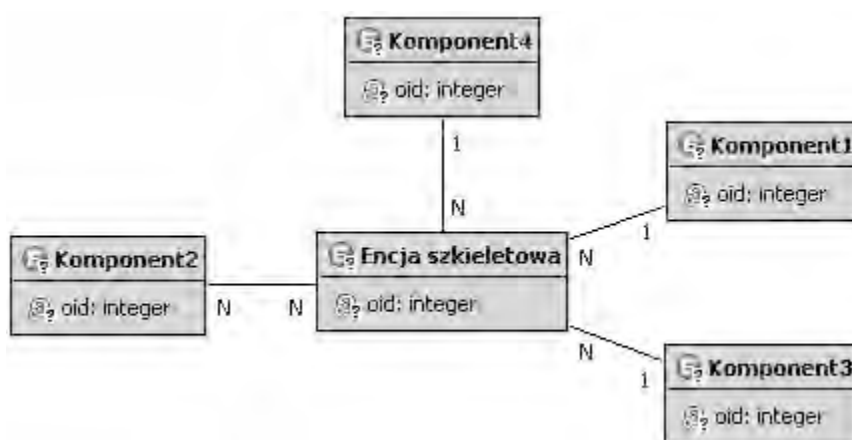 Komponent4
oid: integer
1
N
Komponent1
oid: integer
1
N
Komponent2
oid: integer
N
N
Encja szkieletowa
oid: integer
N
1
Komponent3
oid: integer